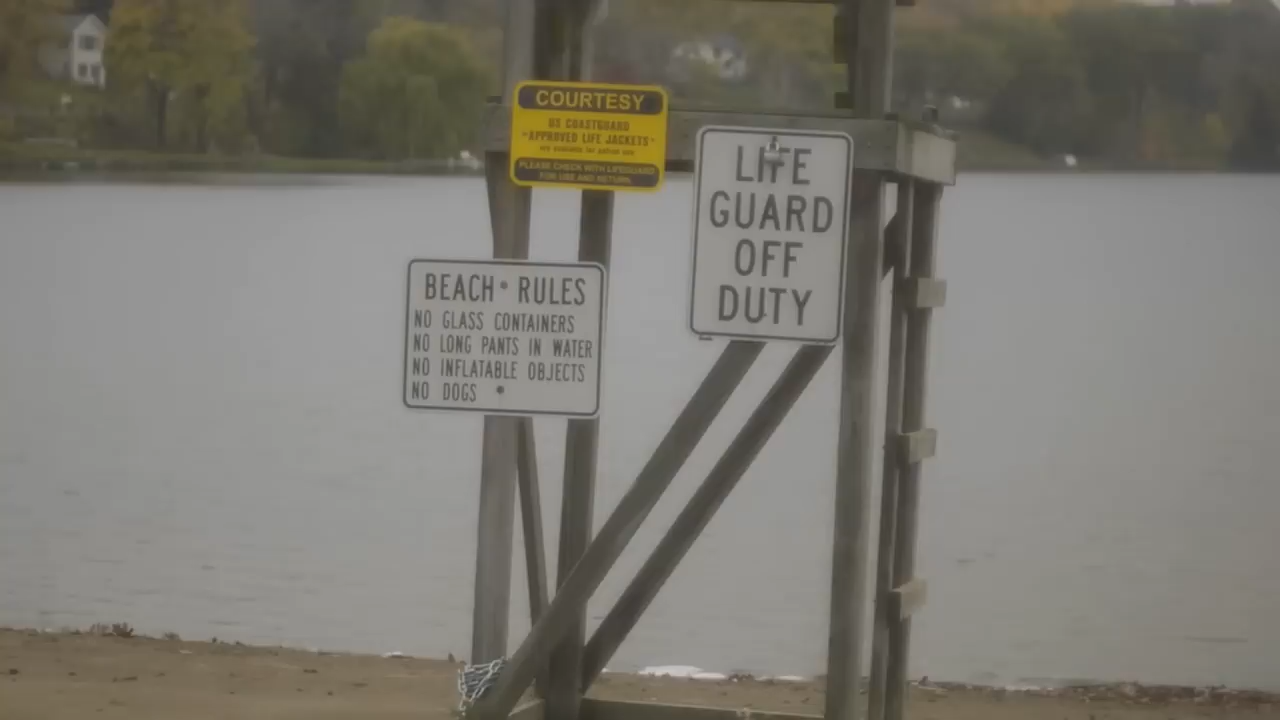 COURTESY
US COASTGUARD
"APPROVED LIFE JACKETS"
PLEASE CHECK WITH LIFEGUARD
FOR USE AND RETURN
LIFE
GUARD
OFF
DUTY
BEACH RULES
NO GLASS CONTAINERS
NO LONG PANTS IN WATER
NO INFLATABLE OBJECTS
NO DOGS